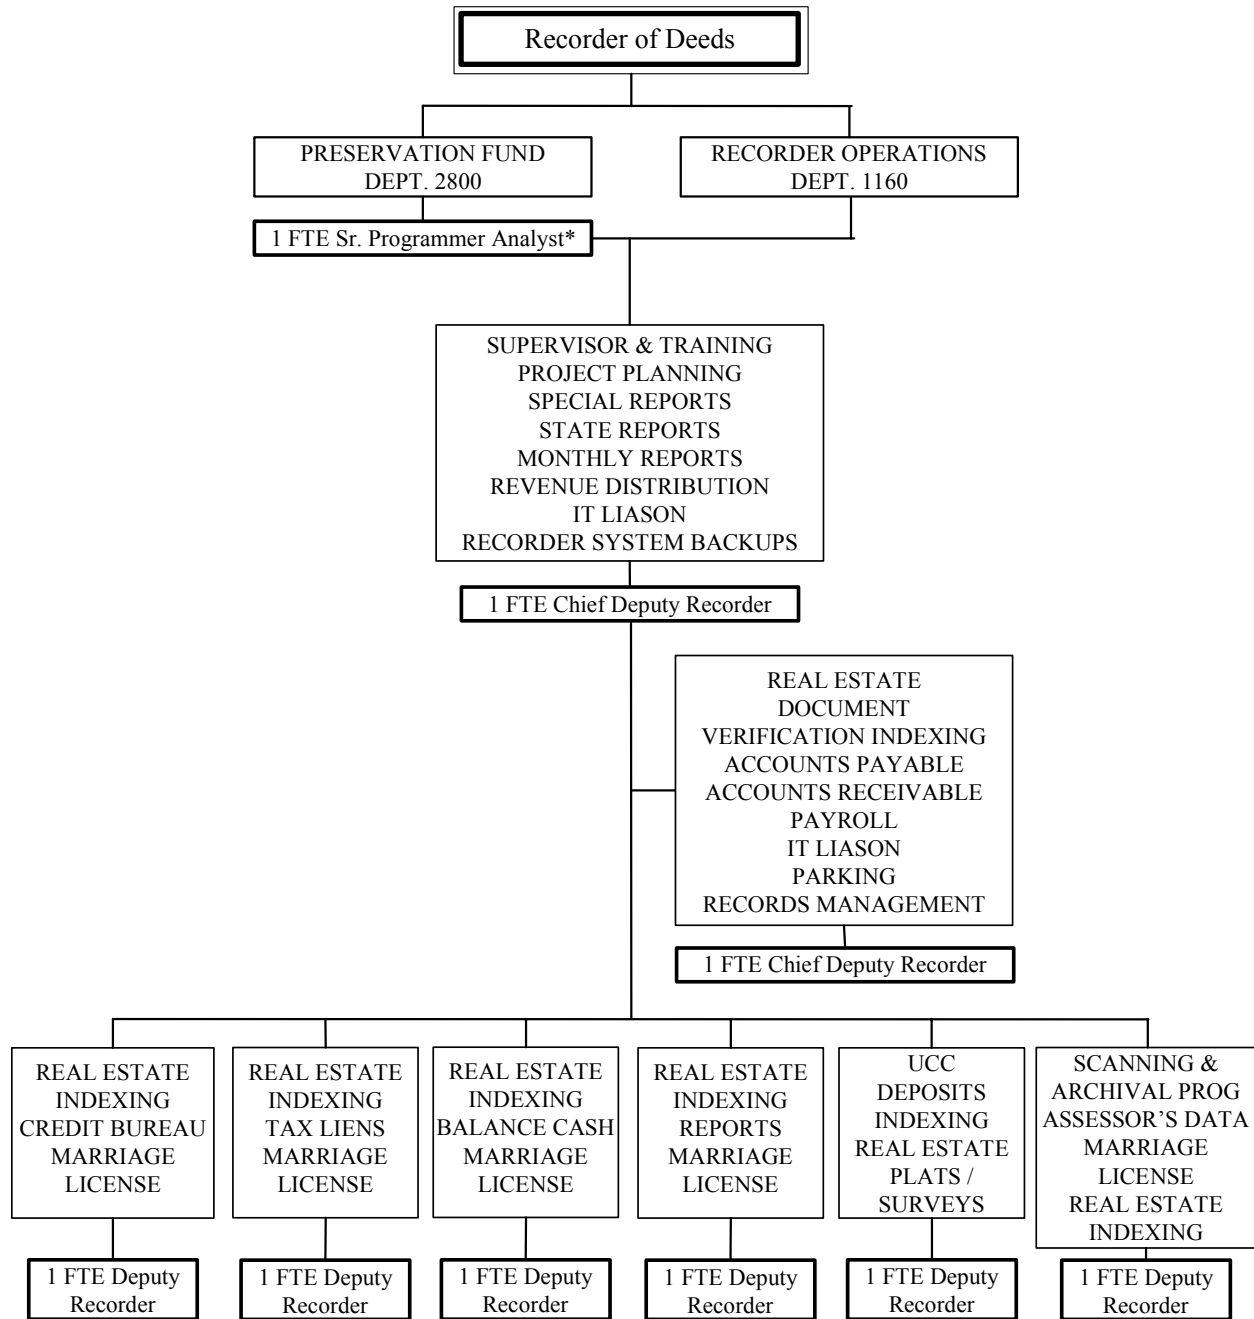 Recorder of Deeds
PRESERVATION FUND
DEPT. 2800
RECORDER OPERATIONS
DEPT. 1160
1 FTE Sr. Programmer Analyst*
SUPERVISOR & TRAINING
PROJECT PLANNING
SPECIAL REPORTS
STATE REPORTS
MONTHLY REPORTS
REVENUE DISTRIBUTION
IT LIASON
RECORDER SYSTEM BACKUPS
1 FTE Chief Deputy Recorder
REAL ESTATE
DOCUMENT
VERIFICATION INDEXING
ACCOUNTS PAYABLE
ACCOUNTS RECEIVABLE
PAYROLL
IT LIASON
PARKING
RECORDS MANAGEMENT
1 FTE Chief Deputy Recorder
REAL ESTATE
INDEXING
CREDIT BUREAU
MARRIAGE
LICENSE
1 FTE Deputy
Recorder
REAL ESTATE
INDEXING
TAX LIENS
MARRIAGE
LICENSE
1 FTE Deputy
Recorder
REAL ESTATE
INDEXING
BALANCE CASH
MARRIAGE
LICENSE
1 FTE Deputy
Recorder
REAL ESTATE
INDEXING
REPORTS
MARRIAGE
LICENSE
1 FTE Deputy
Recorder
UCC
DEPOSITS
INDEXING
REAL ESTATE
PLATS /
SURVEYS
1 FTE Deputy
Recorder
SCANNING &
ARCHIVAL PROG
ASSESSOR’S DATA
MARRIAGE
LICENSE
REAL ESTATE
INDEXING
1 FTE Deputy
Recorder